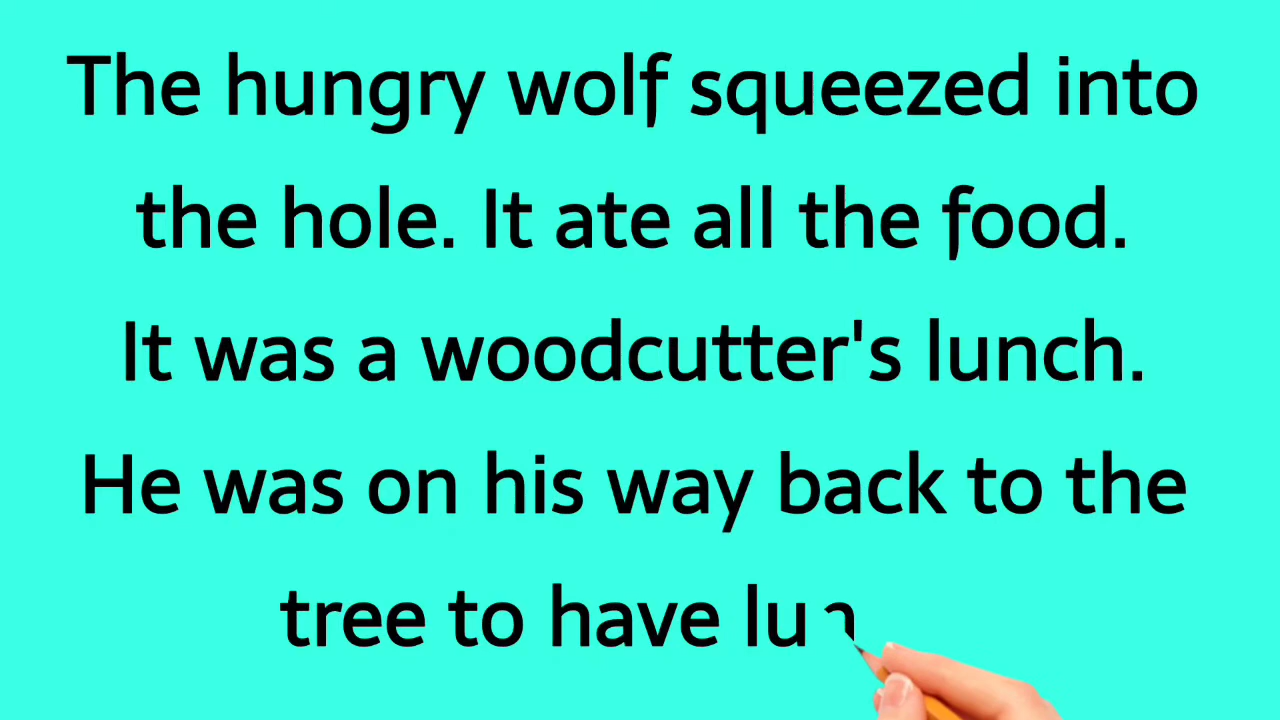 The hungry wolf squeezed into
the hole. It ate all the food.
It was a woodcutter's lunch.
He was on his way back to the
tree to have lun